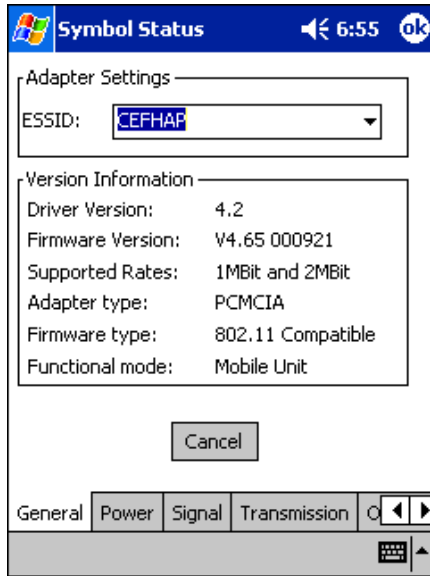 Symbol Status 6:55 ok
Adapter Settings
ESSID: CEFHAP
Version Information
Driver Version: 4.2
Firmware Version: V4.65 000921
Supported Rates: 1MBit and 2MBit
Adapter type: PCMCIA
Firmware type: 802.11 Compatible
Functional mode: Mobile Unit
Cancel
General Power Signal Transmission